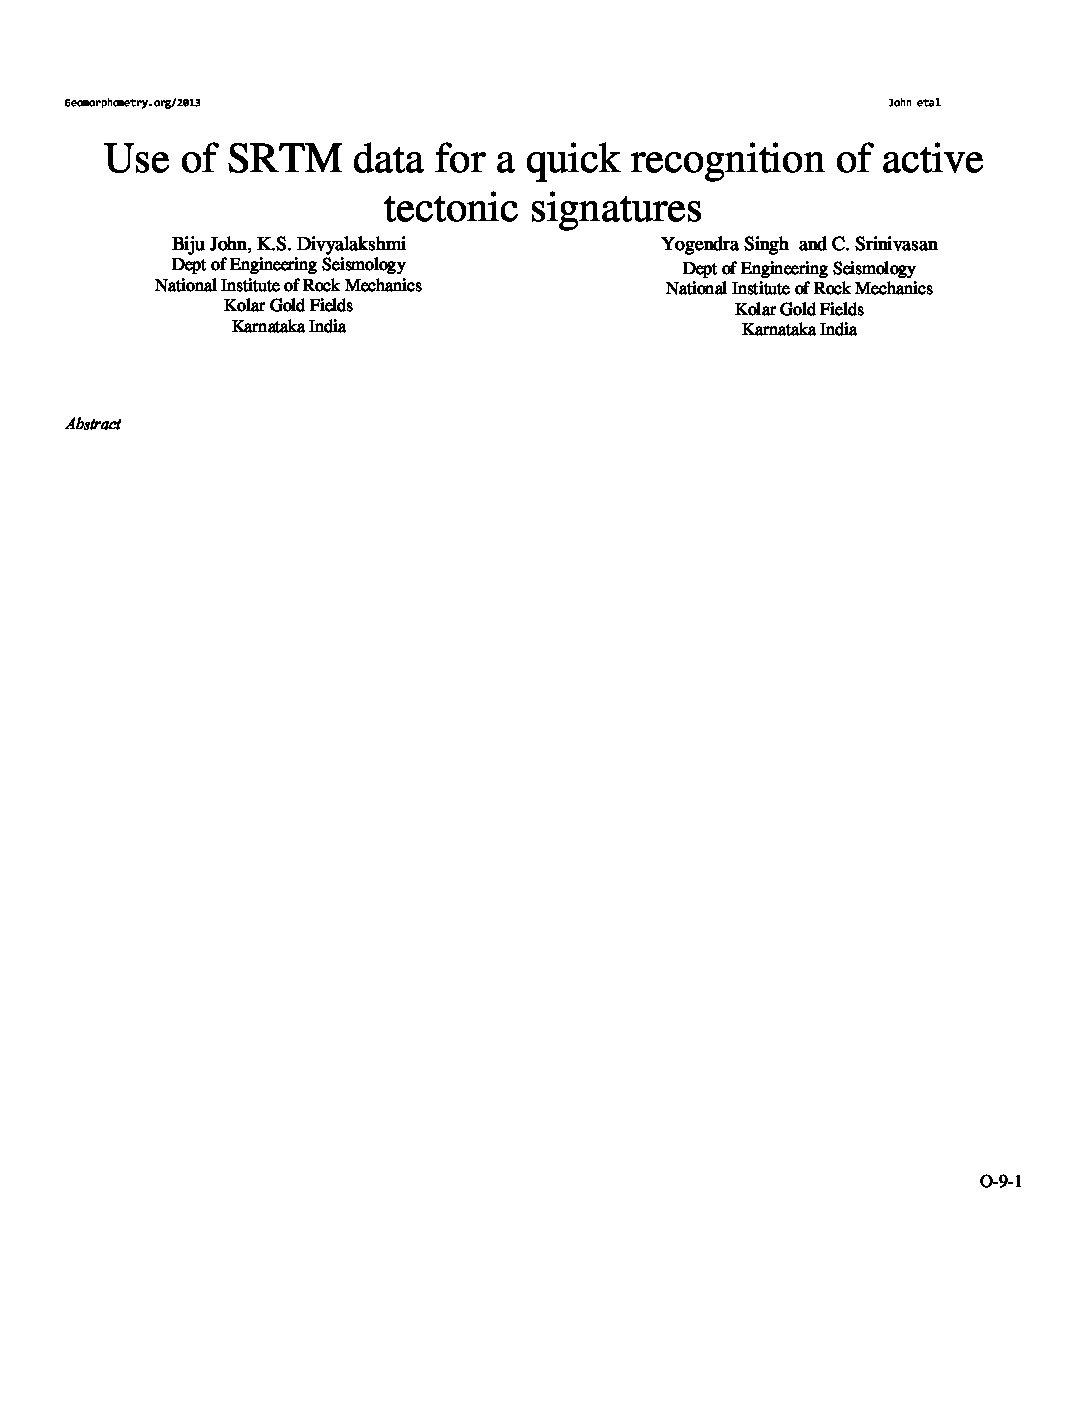 Geomorphometry.org/2013
John etal
Use of SRTM data for a quick recognition of active
tectonic signatures
Biju John, K.S. Divyalakshmi
Dept of Engineering Seismology
National Institute of Rock Mechanics
Kolar Gold Fields
Karnataka India
Yogendra Singh and C. Srinivasan
Dept of Engineering Seismology
National Institute of Rock Mechanics
Kolar Gold Fields
Karnataka India
Abstract
O-9-1